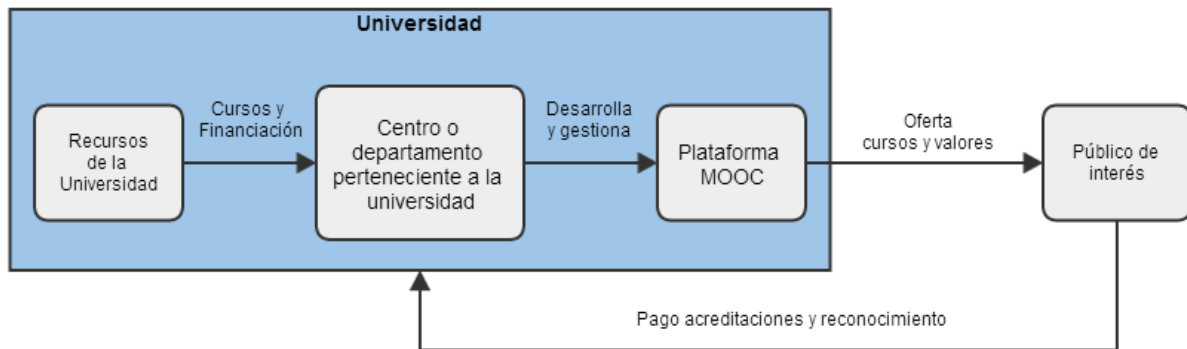 Universidad
Recursos
de la
Universidad
Cursos y
Financiación
Centro o
departamento
perteneciente a la
universidad
Desarrolla
y gestiona
Plataforma
MOOC
Oferta
cursos y valores
Público de
interés
Pago acreditaciones y reconocimiento